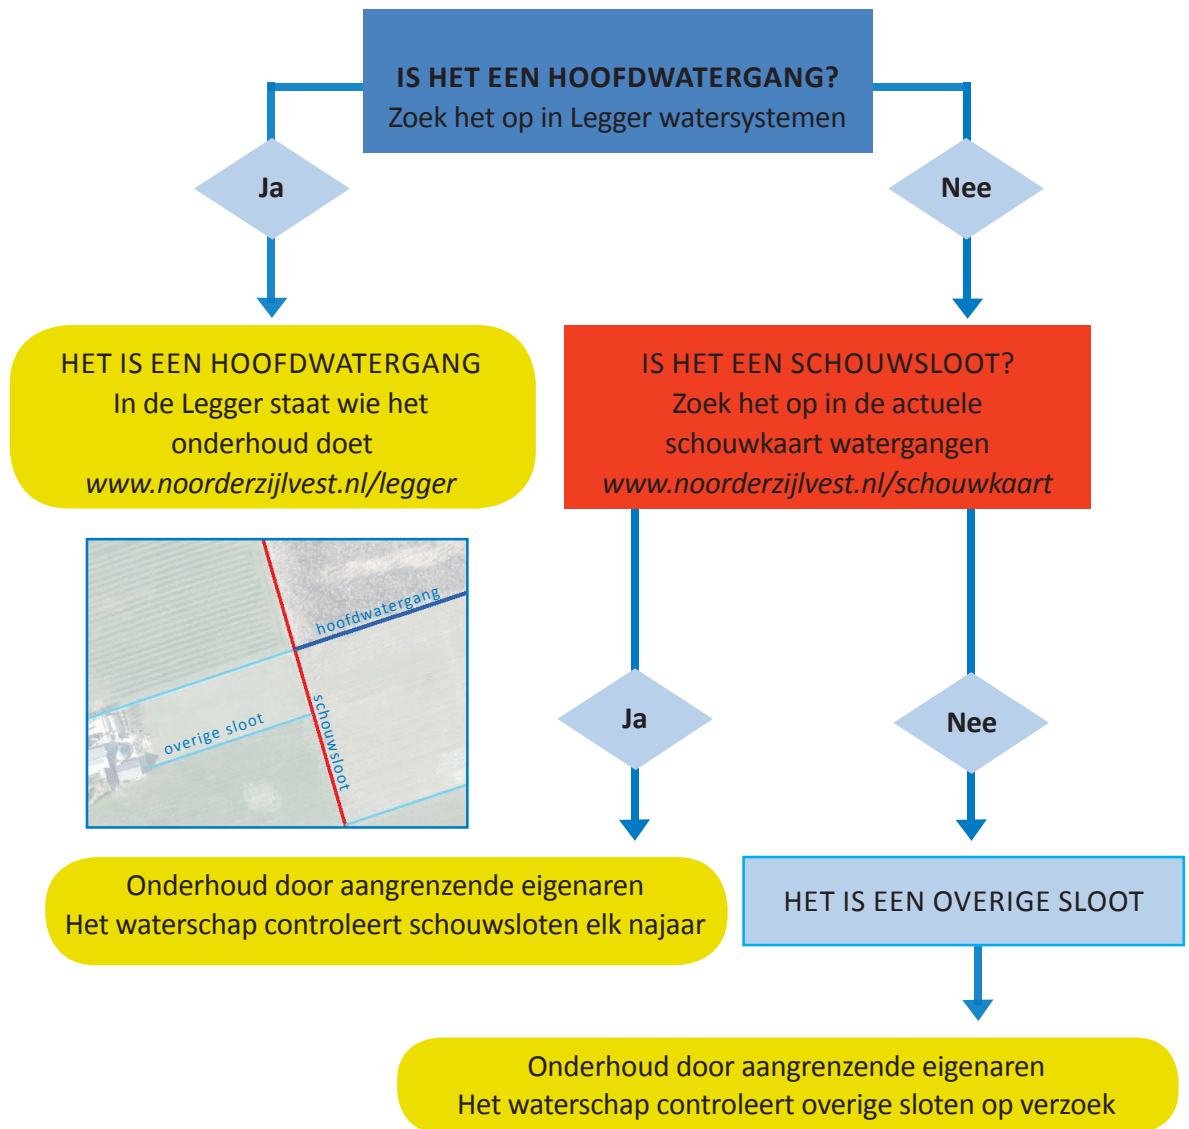 IS HET EEN HOOFDWATERGANG?
Zoek het op in Legger watersystemen
Ja
Nee
HET IS EEN HOOFDWATERGANG
In de Legger staat wie het
onderhoud doet
www.noorderzijlvest.nl/legger
IS HET EEN SCHOUWSLOOT?
Zoek het op in de actuele
schouwkaart watergangen
www.noorderzijlvest.nl/schouwkaart
hoofdwatergang
schouwsloot
overige sloot
Ja
Nee
Onderhoud door aangrenzende eigenaren
Het waterschap controleert schouwsloten elk najaar
HET IS EEN OVERIGE SLOOT
Onderhoud door aangrenzende eigenaren
Het waterschap controleert overige sloten op verzoek